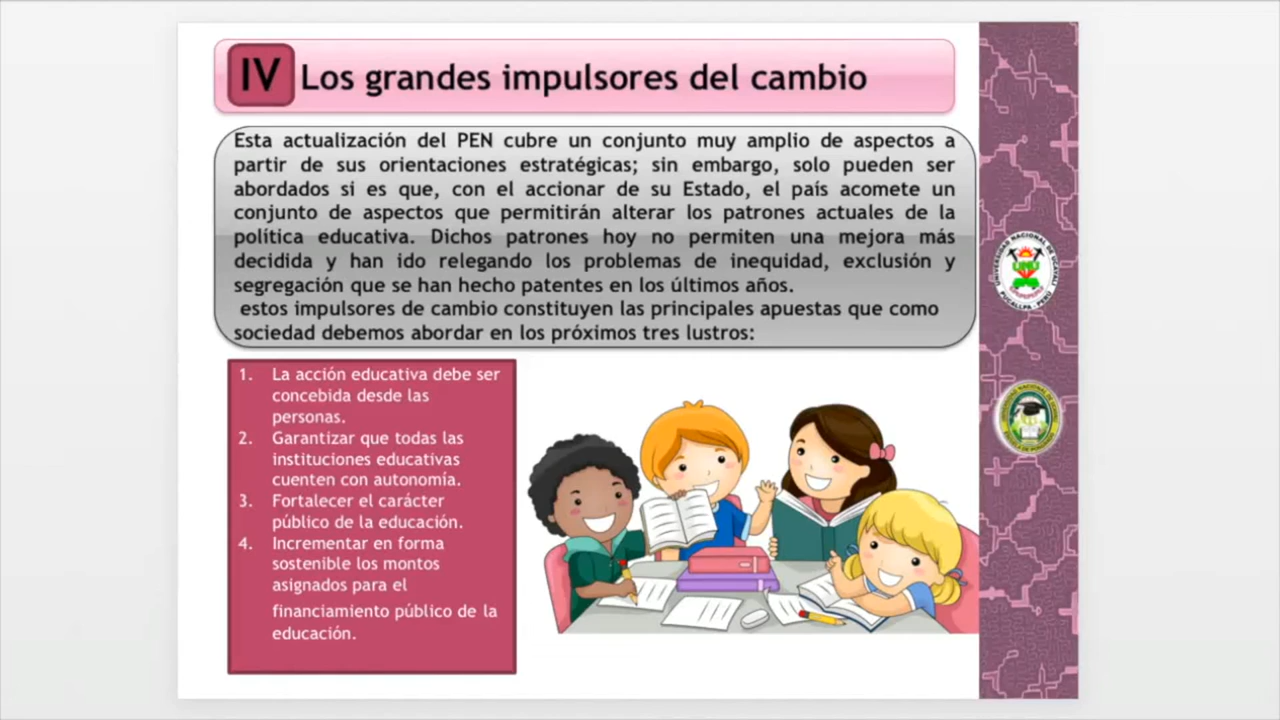 IV Los grandes impulsores del cambio
Esta actualización del PEN cubre un conjunto muy amplio de aspectos a
partir de sus orientaciones estratégicas; sin embargo, solo pueden ser
abordados si es que, con el accionar de su Estado, el país acomete un
conjunto de aspectos que permitirán alterar los patrones actuales de la
política educativa. Dichos patrones hoy no permiten una mejora más
decidida y han ido relegando los problemas de inequidad, exclusión y
segregación que se han hecho patentes en los últimos años.
estos impulsores de cambio constituyen las principales apuestas que como
sociedad debemos abordar en los próximos tres lustros:
1. La acción educativa debe ser
concebida desde las
personas.
2. Garantizar que todas las
instituciones educativas
cuenten con autonomía.
3. Fortalecer el carácter
público de la educación.
4. Incrementar en forma
sostenible los montos
asignados para el
financiamiento público de la
educación.
UNIVERSIDAD NACIONAL DE UCAYALI
PUCALLPA - PERU